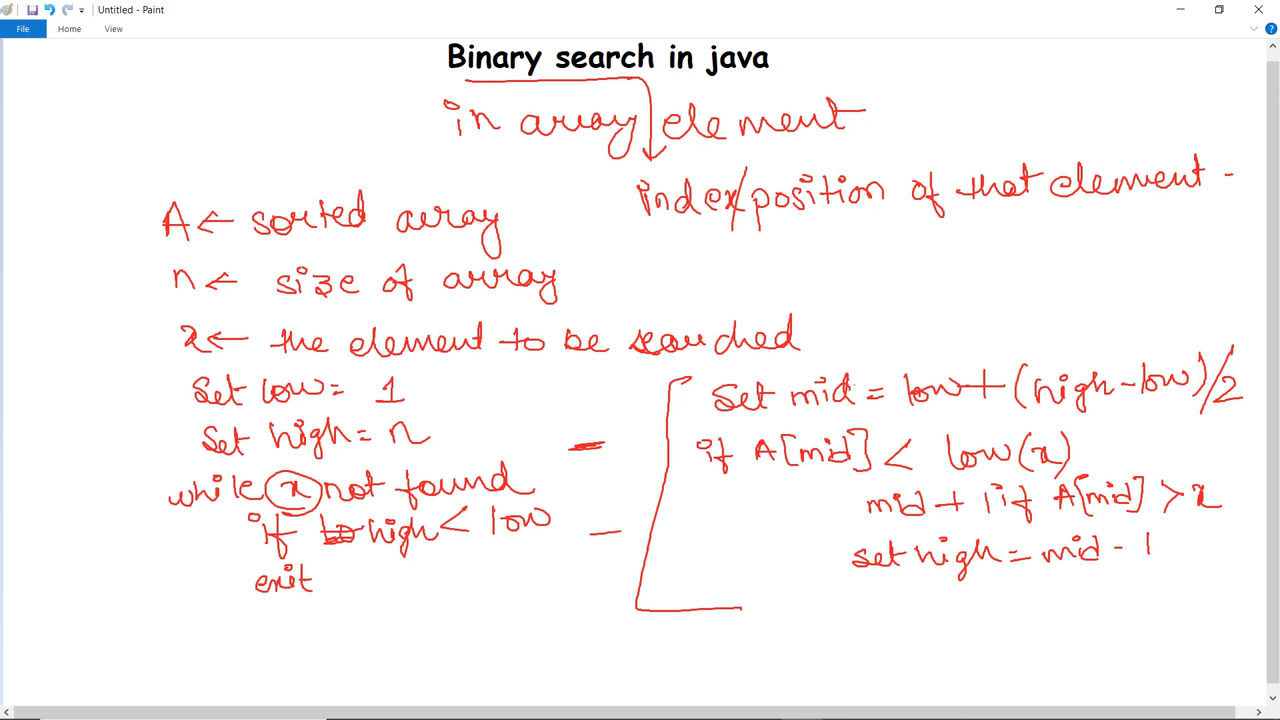 Untitled - Paint
File Home View
Binary search in java
in array element
index/position of that element -
A ← sorted array
n ← size of array
x ← the element to be searched
Set low = 1
Set high = n
while x not found
if high < low
exit
Set mid = low + (high - low)/2
if A[mid] < low(x)
mid + 1 if A[mid] > x
set high = mid - 1